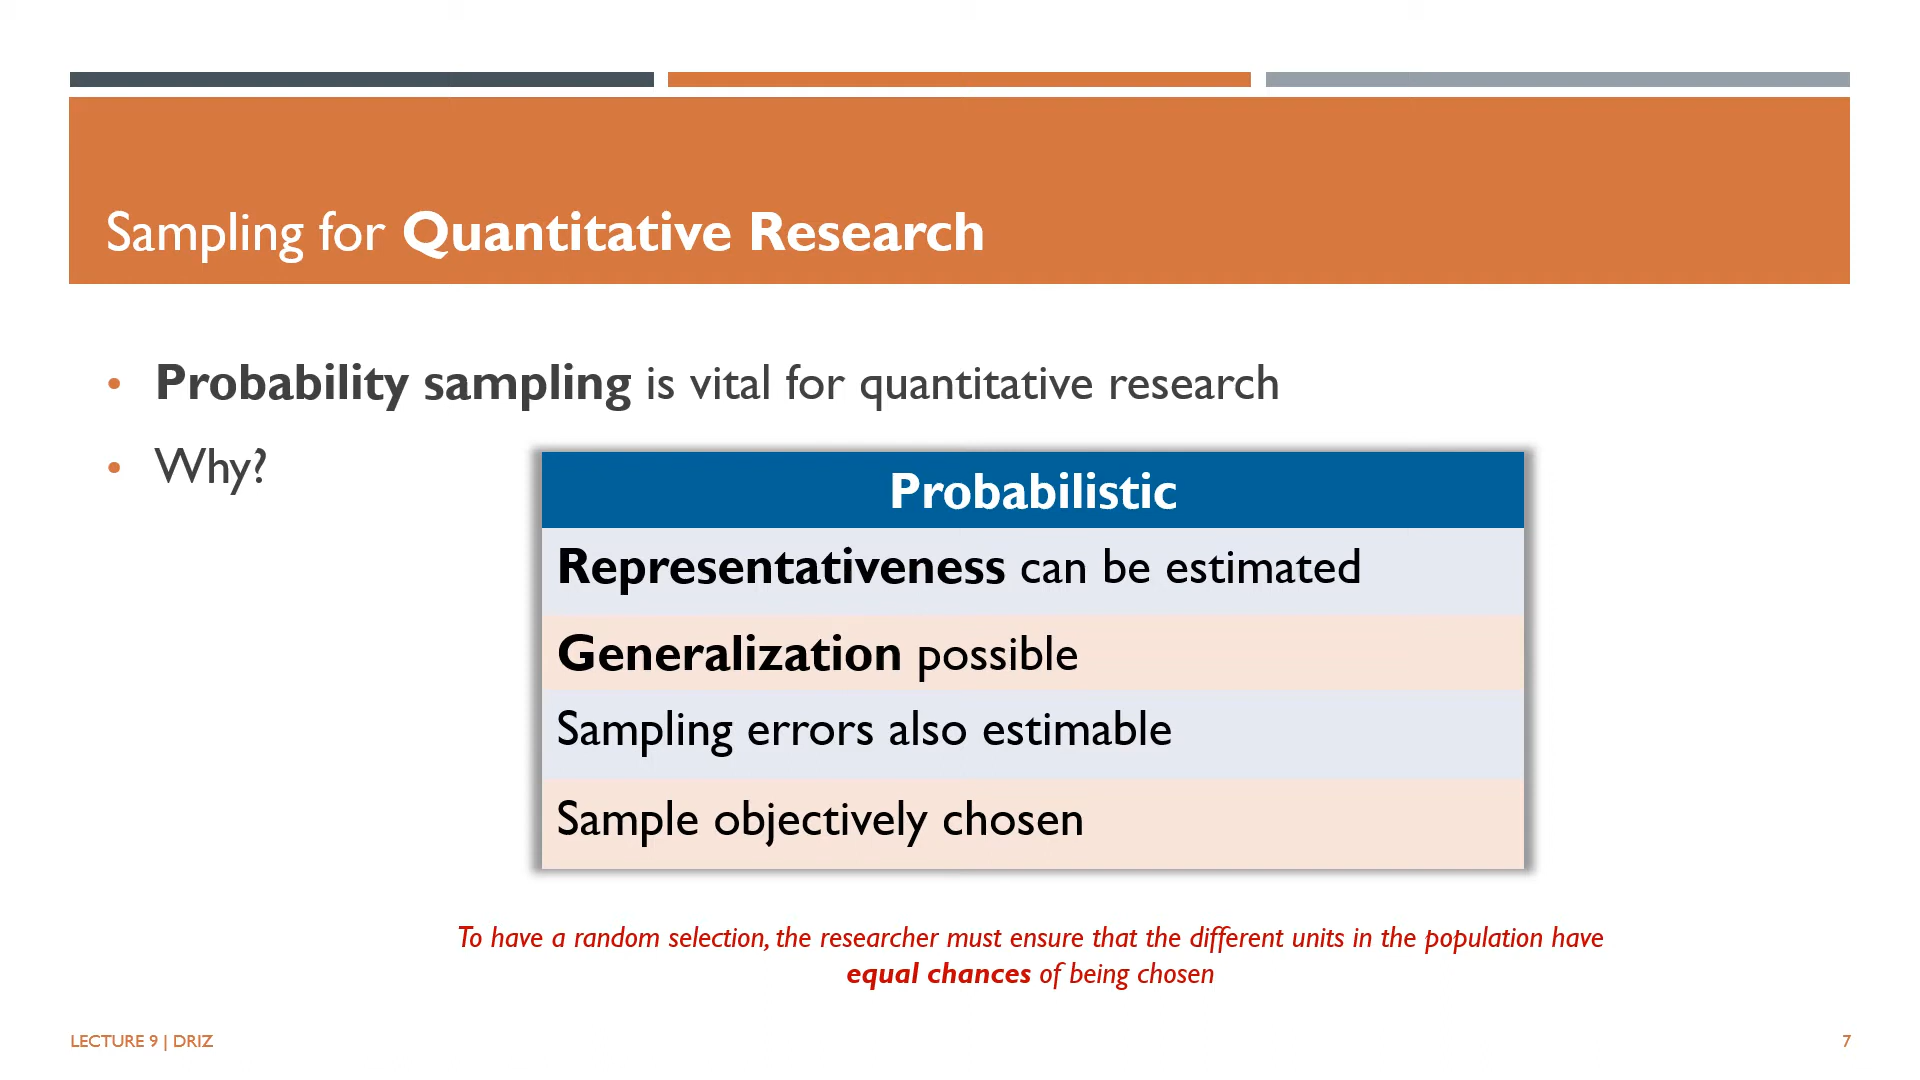 Sampling for Quantitative Research
• Probability sampling is vital for quantitative research
• Why?
Probabilistic
Representativeness can be estimated
Generalization possible
Sampling errors also estimable
Sample objectively chosen
To have a random selection, the researcher must ensure that the different units in the population have
equal chances of being chosen
LECTURE 9 | DRIZ
7